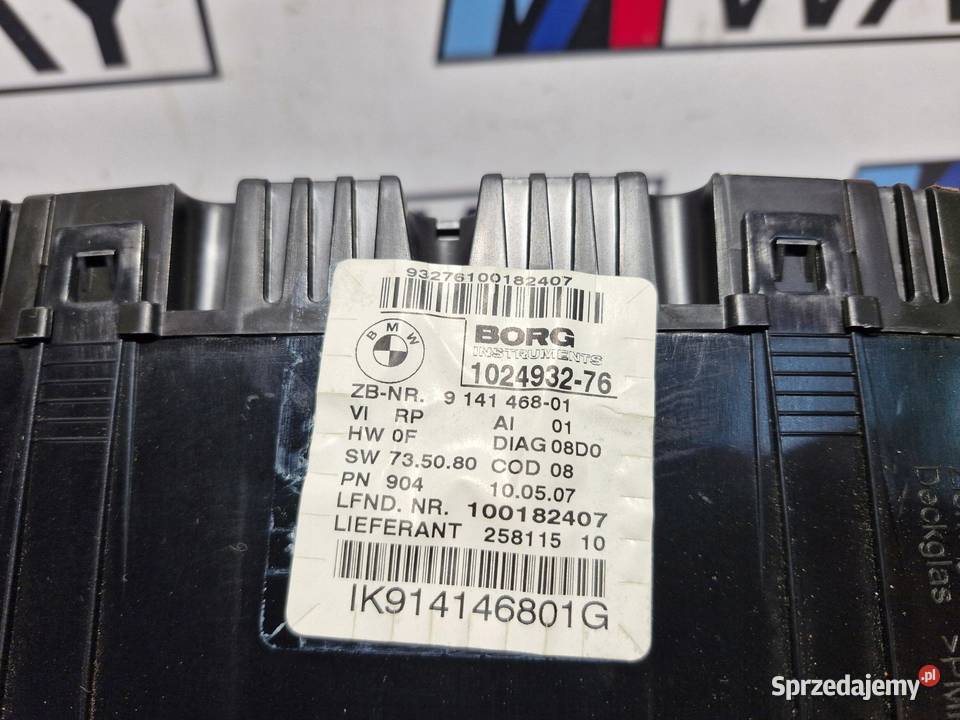 WAY
93276100182407
BMW
BORG
INSTRUMENTS
1024932-76
ZB-NR. 9 141 468-01
VI RP AI 01
HW 0F DIAG 08D0
SW 73.50.80 COD 08
PN 904 10.05.07
LFND. NR. 100182407
LIEFERANT 258115 10
IK914146801G
Deckglas
Sprzedajemy.pl